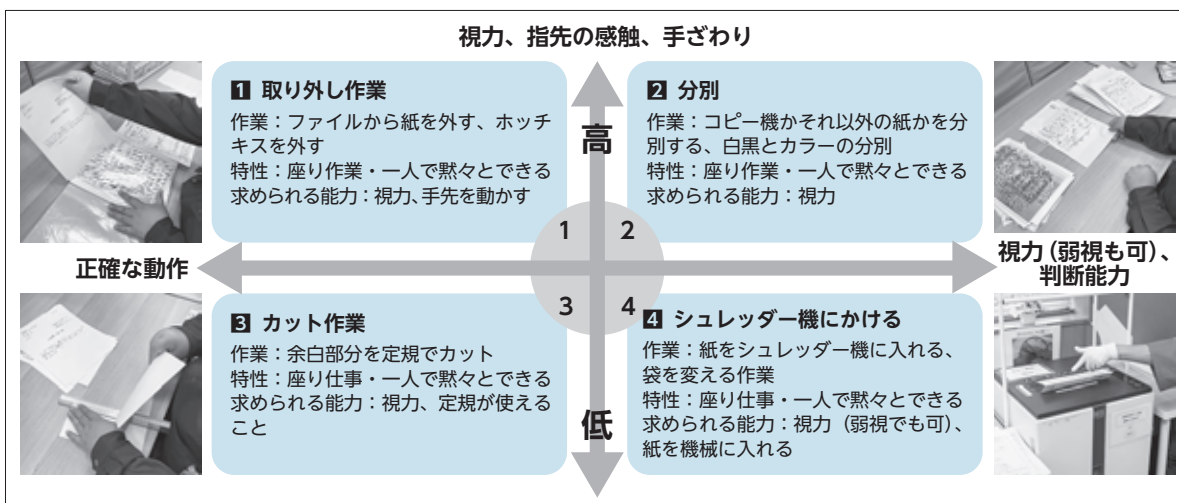 視力、指先の感触、手ざわり
1 取り外し作業
作業：ファイルから紙を外す、ホッチ
キスを外す
特性：座り作業・一人で黙々とできる
求められる能力：視力、手先を動かす
2 分別
作業：コピー機かそれ以外の紙かを分
別する、白黒とカラーの分別
特性：座り作業・一人で黙々とできる
求められる能力：視力
高
1
2
正確な動作
視力（弱視も可）、
判断能力
3
4
3 カット作業
作業：余白部分を定規でカット
特性：座り仕事・一人で黙々とできる
求められる能力：視力、定規が使える
こと
4 シュレッダー機にかける
作業：紙をシュレッダー機に入れる、
袋を変える作業
特性：座り仕事・一人で黙々とできる
求められる能力：視力（弱視でも可）、
紙を機械に入れる
低